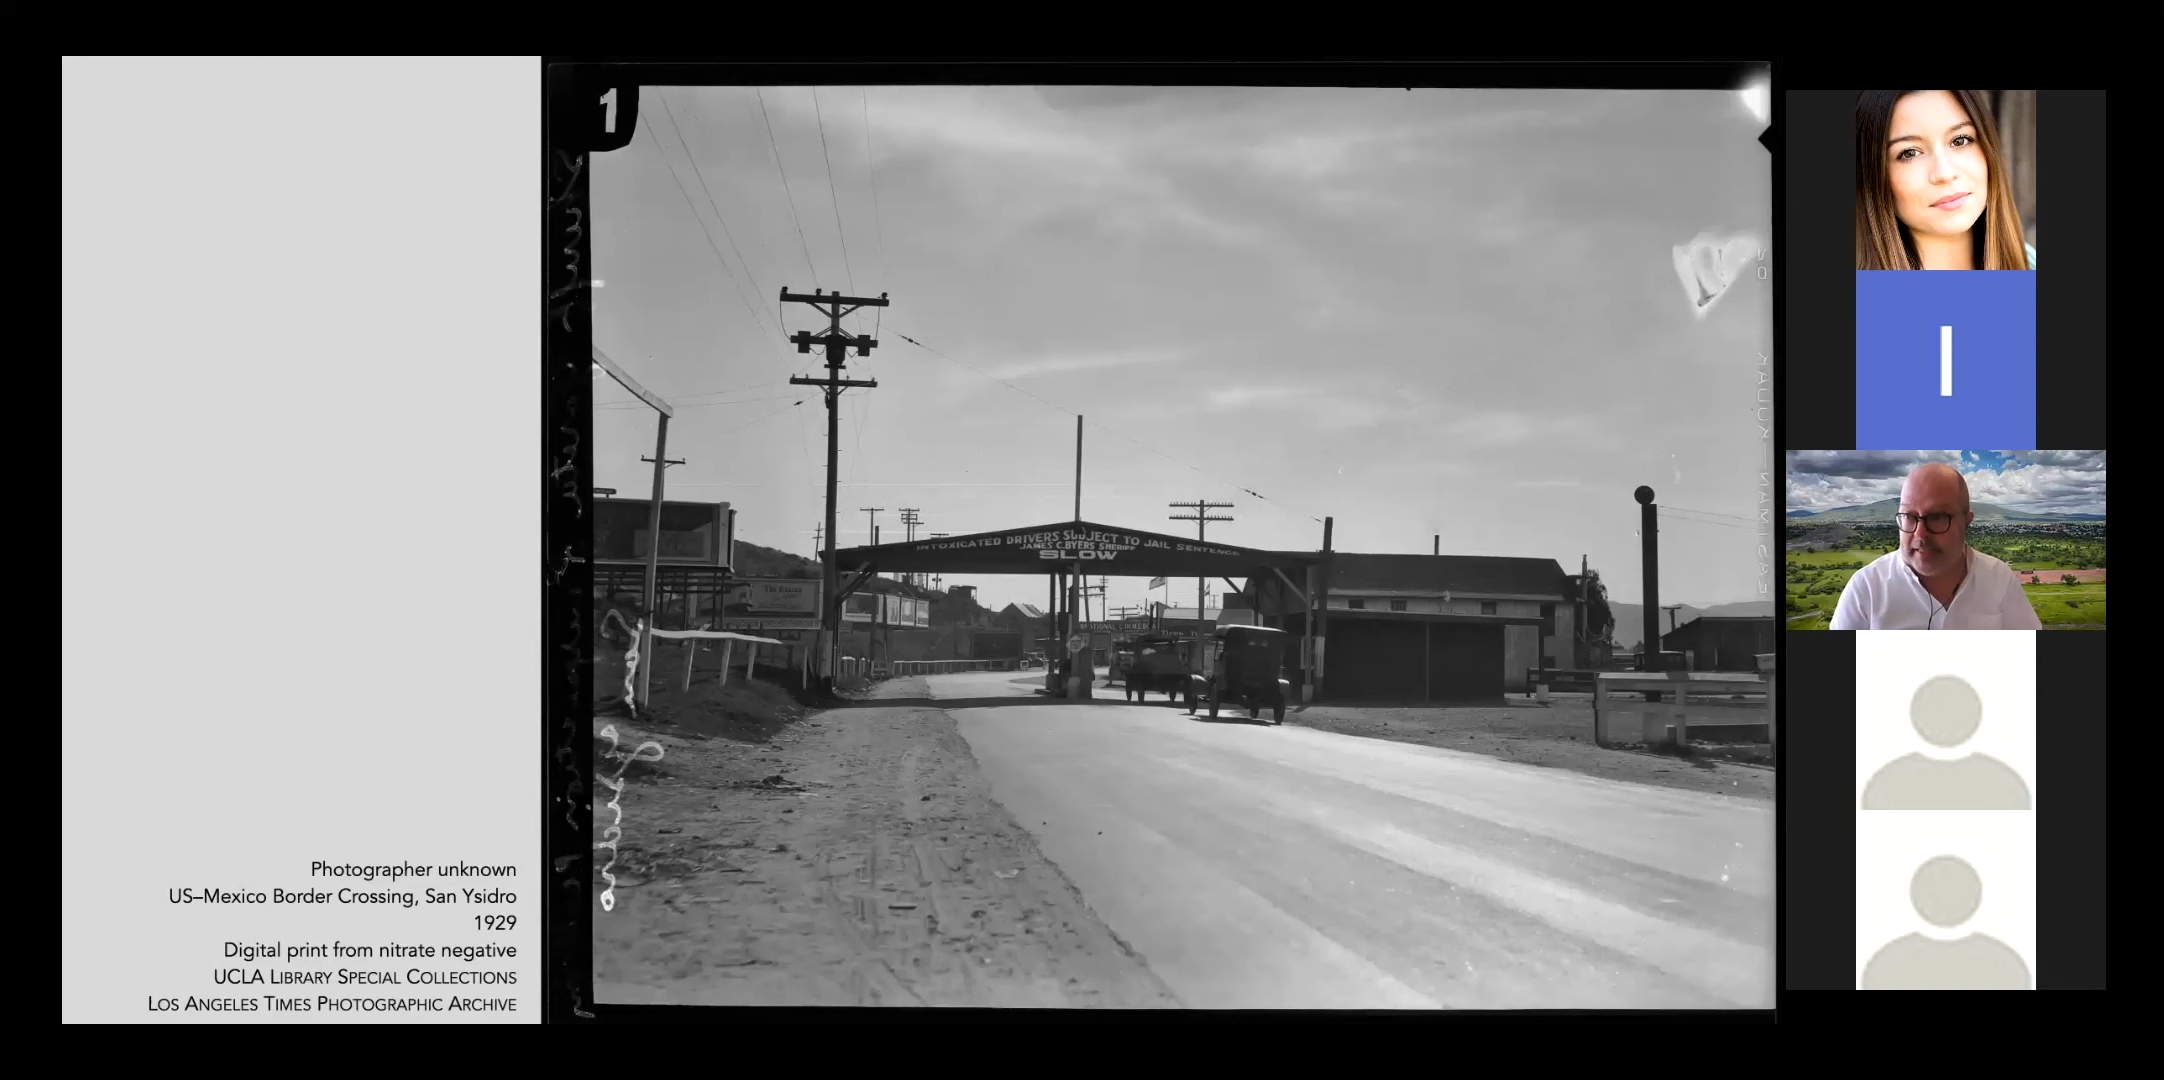 Photographer unknown
US–Mexico Border Crossing, San Ysidro
1929
Digital print from nitrate negative
UCLA LIBRARY SPECIAL COLLECTIONS
LOS ANGELES TIMES PHOTOGRAPHIC ARCHIVE
1
INTOXICATED DRIVERS SUBJECT TO JAIL SENTENCE
JAMES C. BYERS SHERIFF
SLOW
I